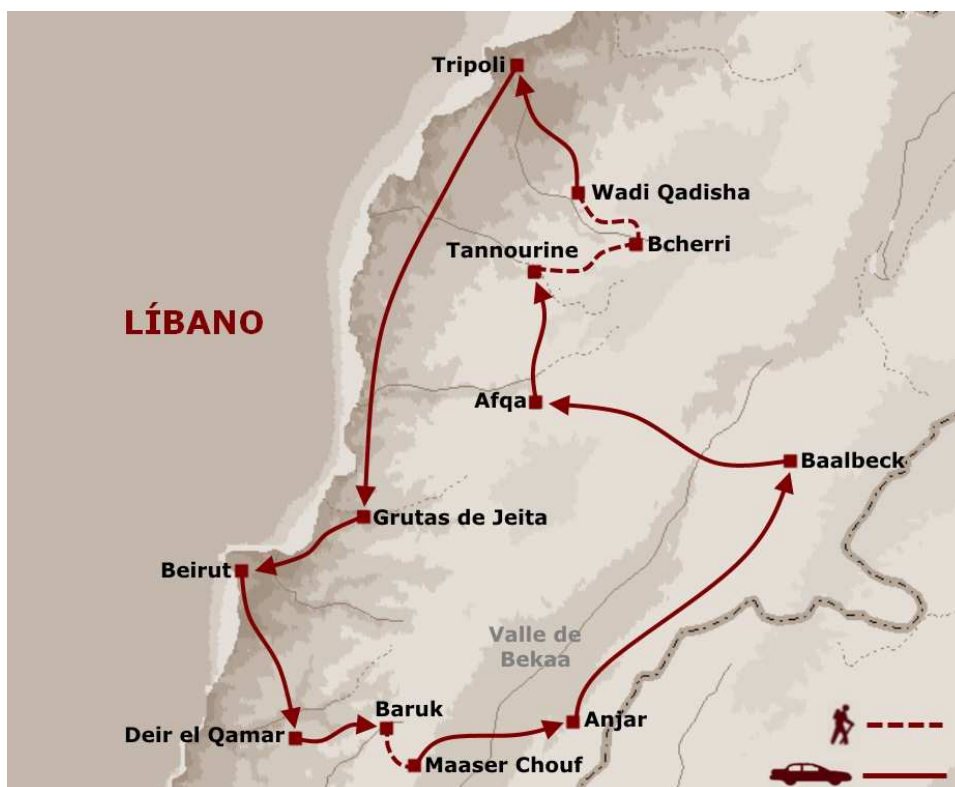 Tripoli
Wadi Qadisha
Bcherri
Tannourine
LÍBANO
Afqa
Baalbeck
Grutas de Jeita
Beirut
Valle de
Bekaa
Baruk
Anjar
Deir el Qamar
Maaser Chouf